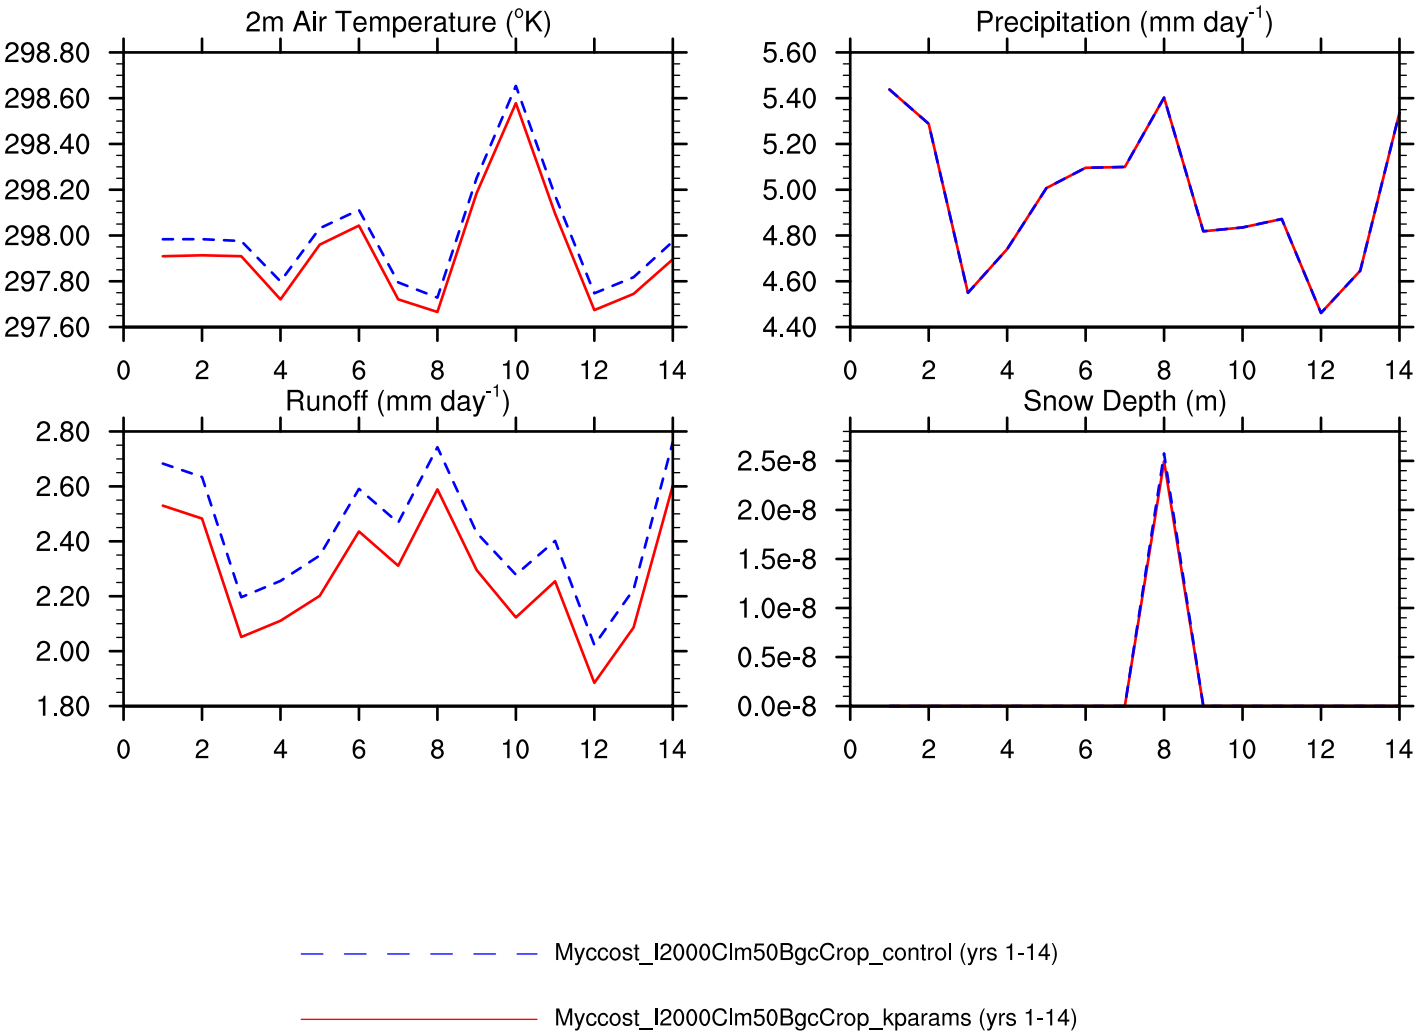 2m Air Temperature (°K)
298.80
298.60
298.40
298.20
298.00
297.80
297.60
0 2 4 6 8 10 12 14
Precipitation (mm day⁻¹)
5.60
5.40
5.20
5.00
4.80
4.60
4.40
0 2 4 6 8 10 12 14
Runoff (mm day⁻¹)
2.80
2.60
2.40
2.20
2.00
1.80
0 2 4 6 8 10 12 14
Snow Depth (m)
2.5e-8
2.0e-8
1.5e-8
1.0e-8
0.5e-8
0.0e-8
0 2 4 6 8 10 12 14
Myccost_I2000Clm50BgcCrop_control (yrs 1-14)
Myccost_I2000Clm50BgcCrop_kparams (yrs 1-14)